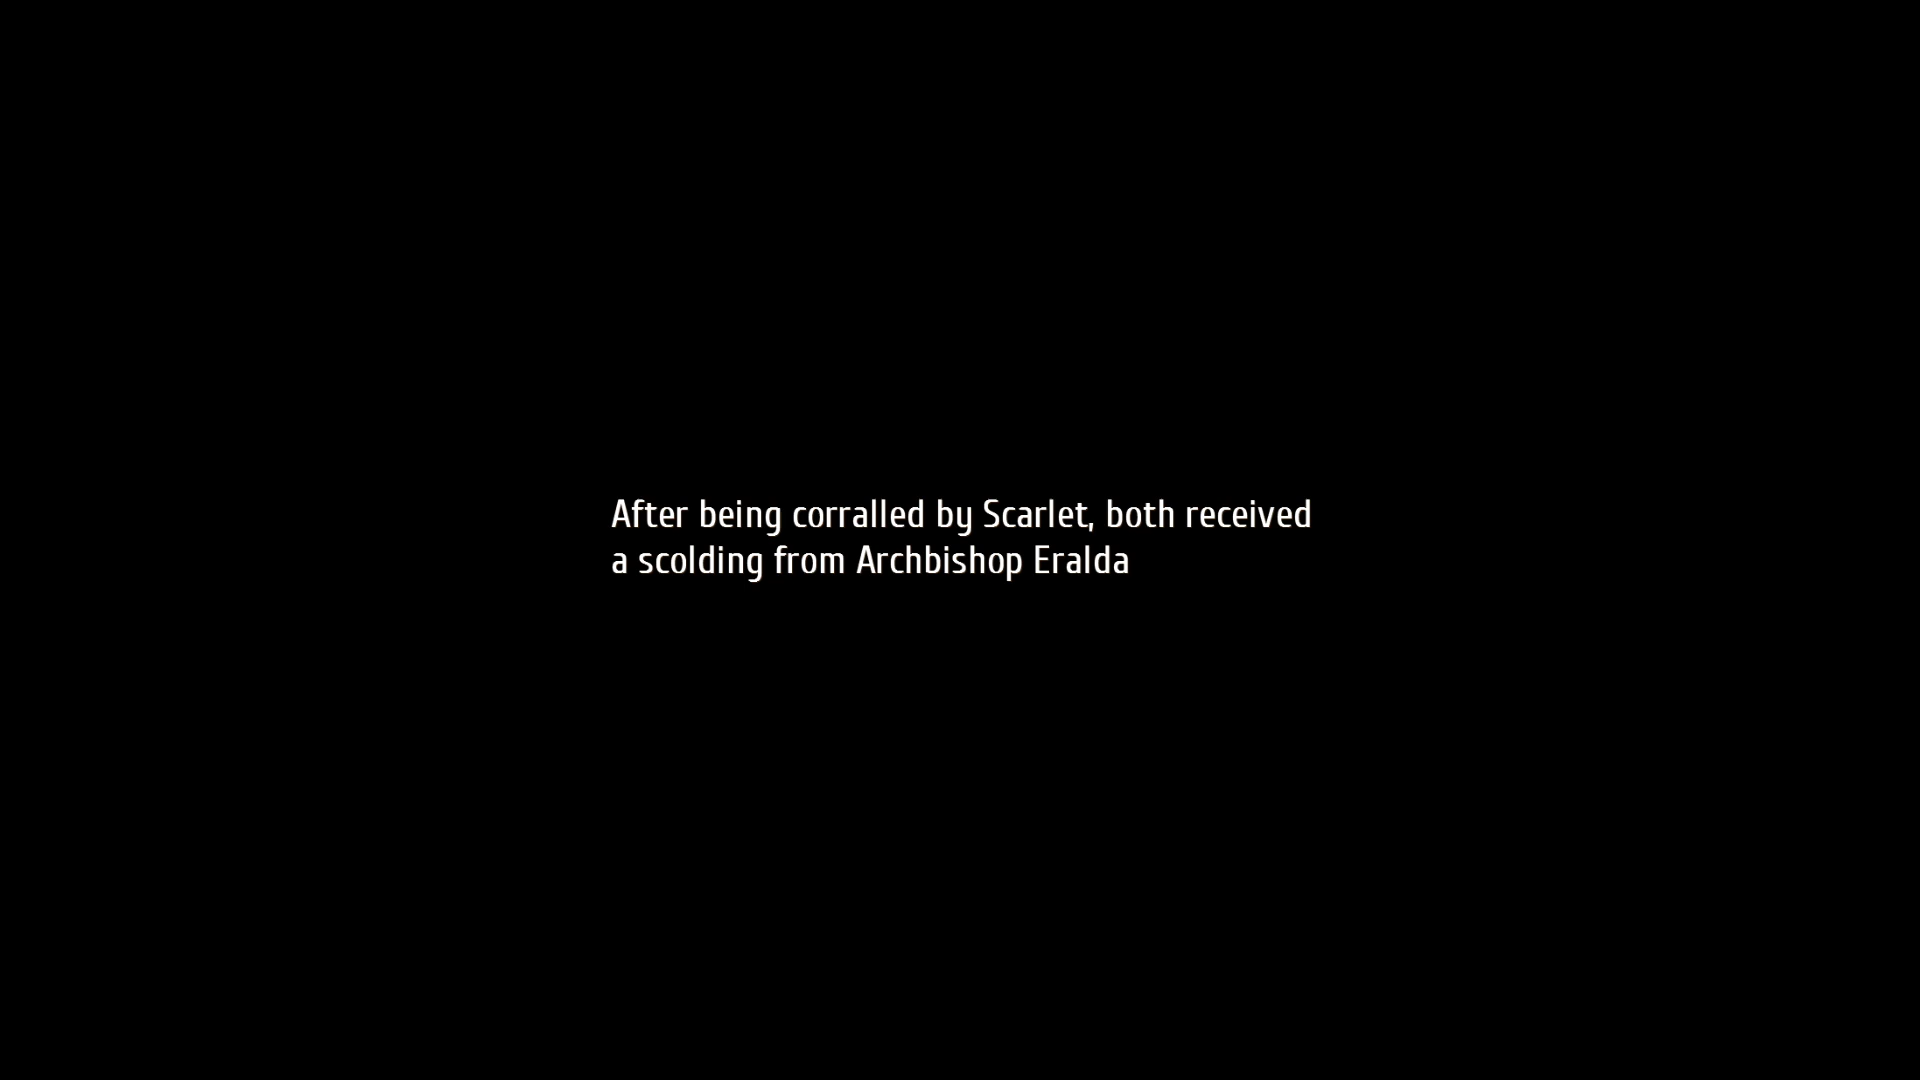 After being corralled by Scarlet, both received
a scolding from Archbishop Eralda